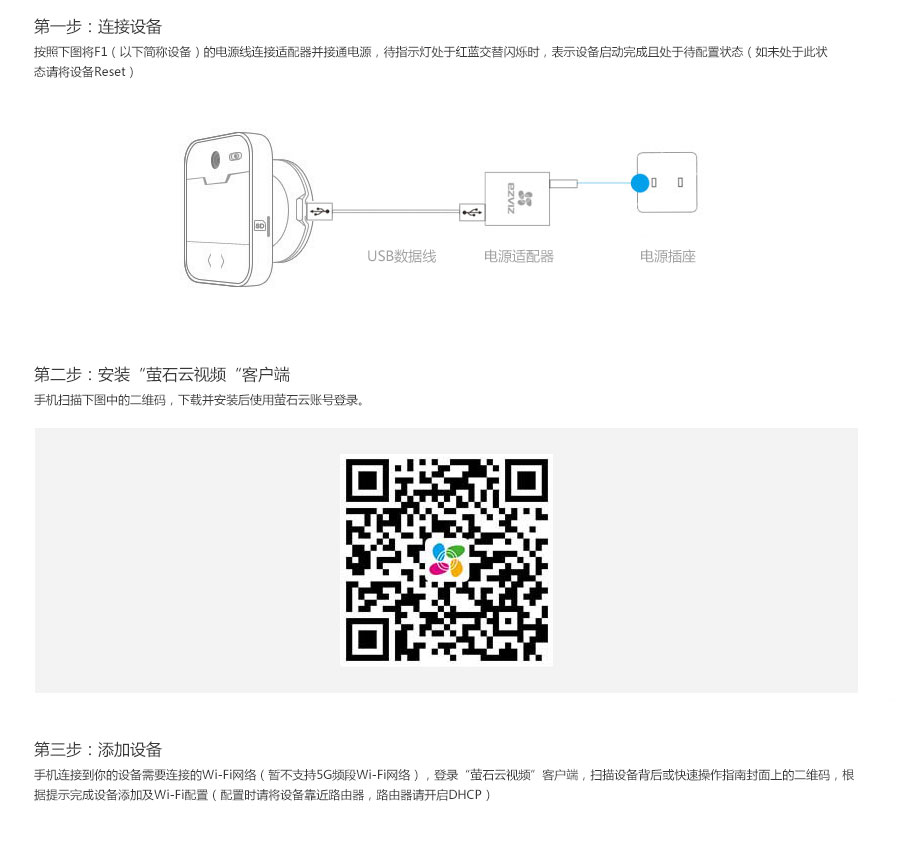 第一步：连接设备
按照下图将F1（以下简称设备）的电源线连接适配器并接通电源，待指示灯处于红蓝交替闪烁时，表示设备启动完成且处于待配置状态（如未处于此状
态请将设备Reset）
SD
ezviz
USB数据线
电源适配器
电源插座
第二步：安装“萤石云视频“客户端
手机扫描下图中的二维码，下载并安装后使用萤石云账号登录。
第三步：添加设备
手机连接到你的设备需要连接的Wi-Fi网络（暂不支持5G频段Wi-Fi网络），登录“萤石云视频”客户端，扫描设备背后或快速操作指南封面上的二维码，根
据提示完成设备添加及Wi-Fi配置（配置时请将设备靠近路由器，路由器请开启DHCP）